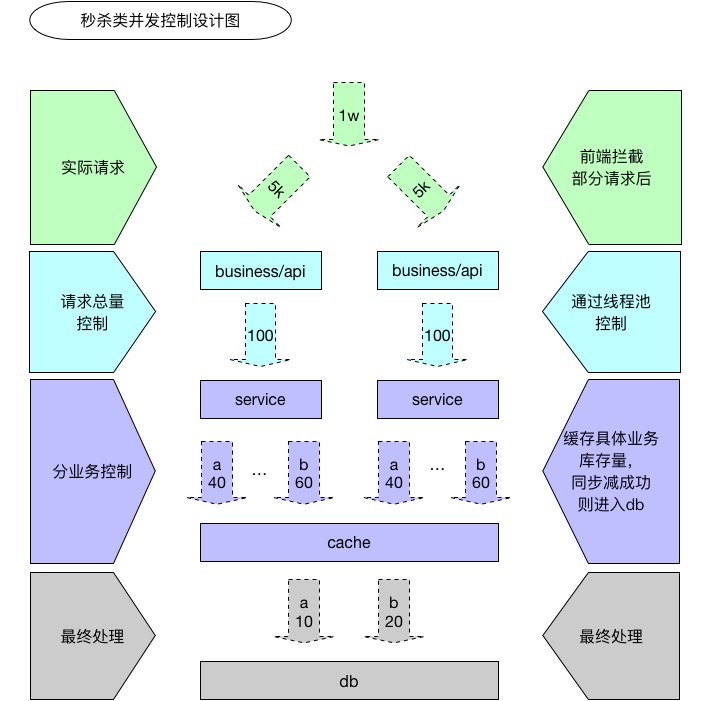 秒杀类并发控制设计图
1w
实际请求
前端拦截
部分请求后
5k
5k
business/api
business/api
请求总量
控制
通过线程池
控制
100
100
service
service
分业务控制
缓存具体业务
库存量，
同步减成功
则进入db
a
40
...
b
60
a
40
...
b
60
cache
最终处理
最终处理
a
10
b
20
db